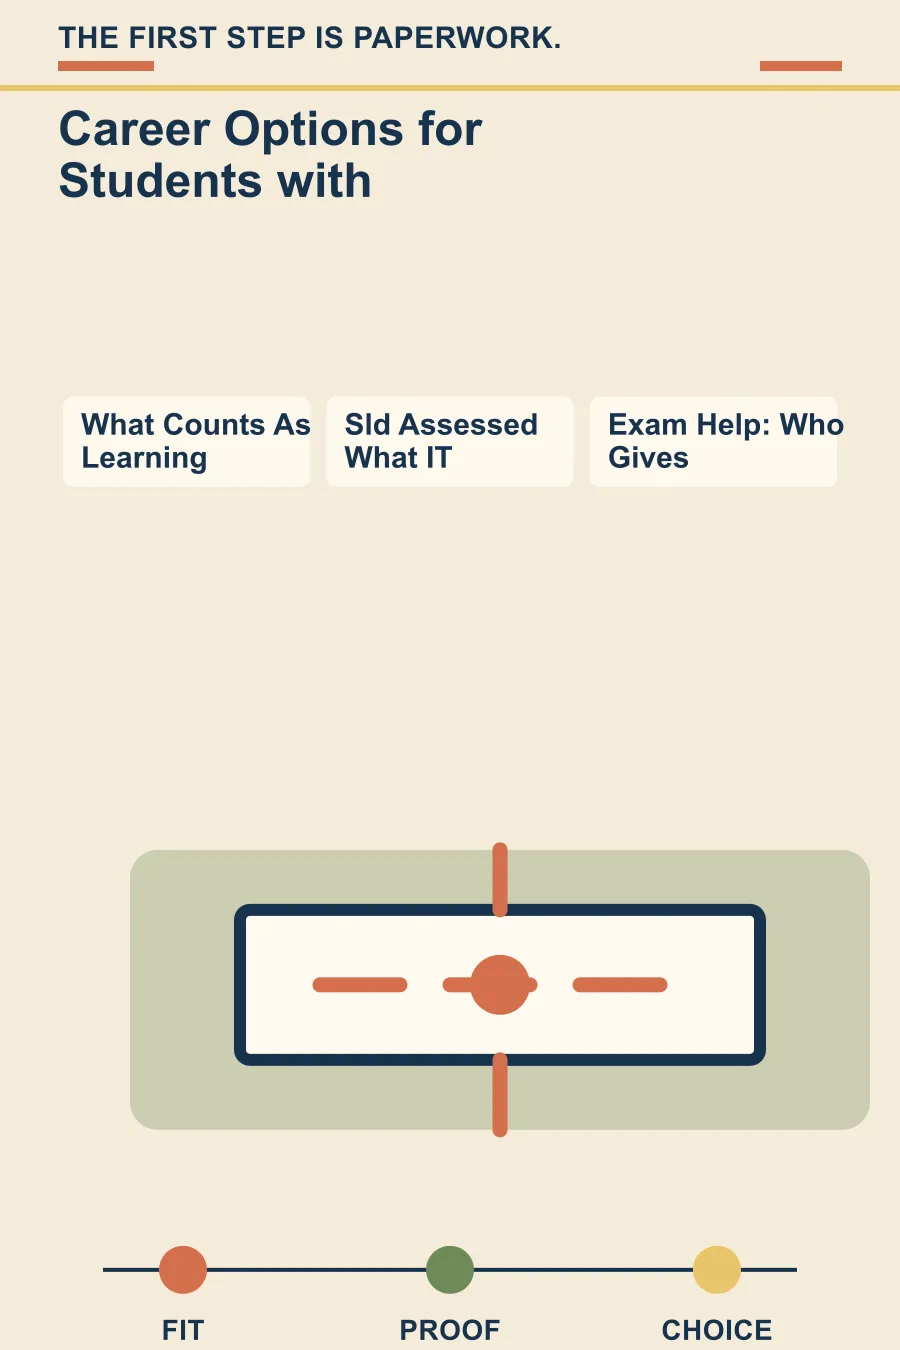 THE FIRST STEP IS PAPERWORK.
Career Options for
Students with
What Counts As
Learning
Sld Assessed
What IT
Exam Help: Who
Gives
FIT
PROOF
CHOICE